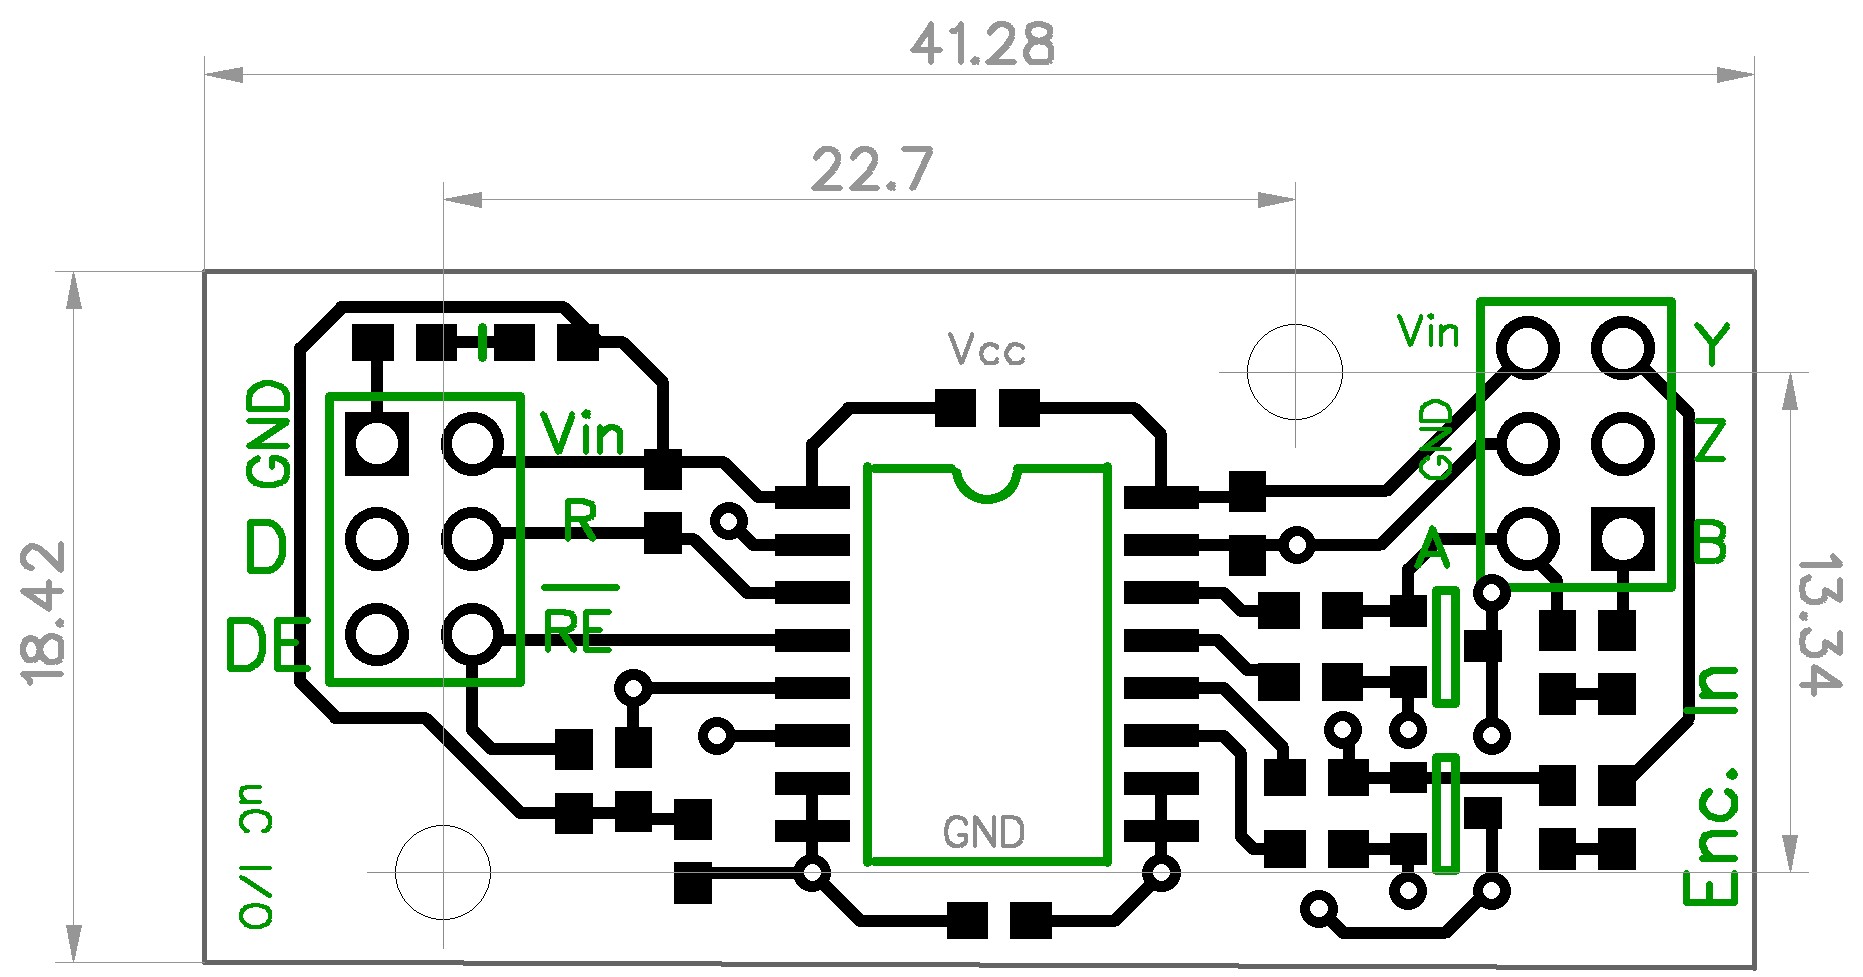 41.28
22.7
18.42
13.34
Vcc
Vin
Y
GND
Vin
GND
Z
D
R
A
B
DE
RE
In
Enc.
uC I/O
GND